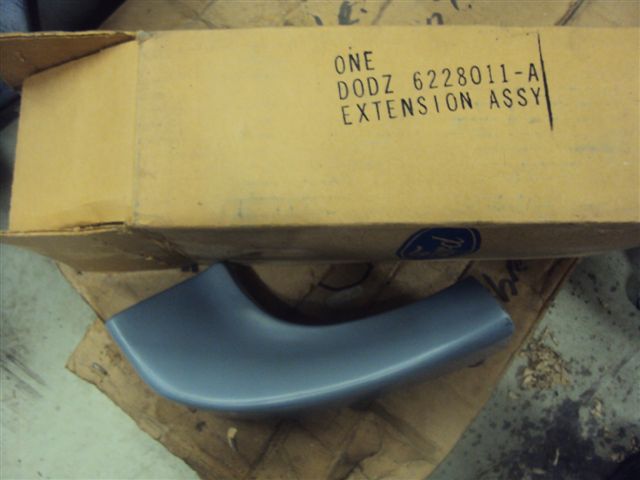 ONE
DODZ 6228011-A
EXTENSION ASSY